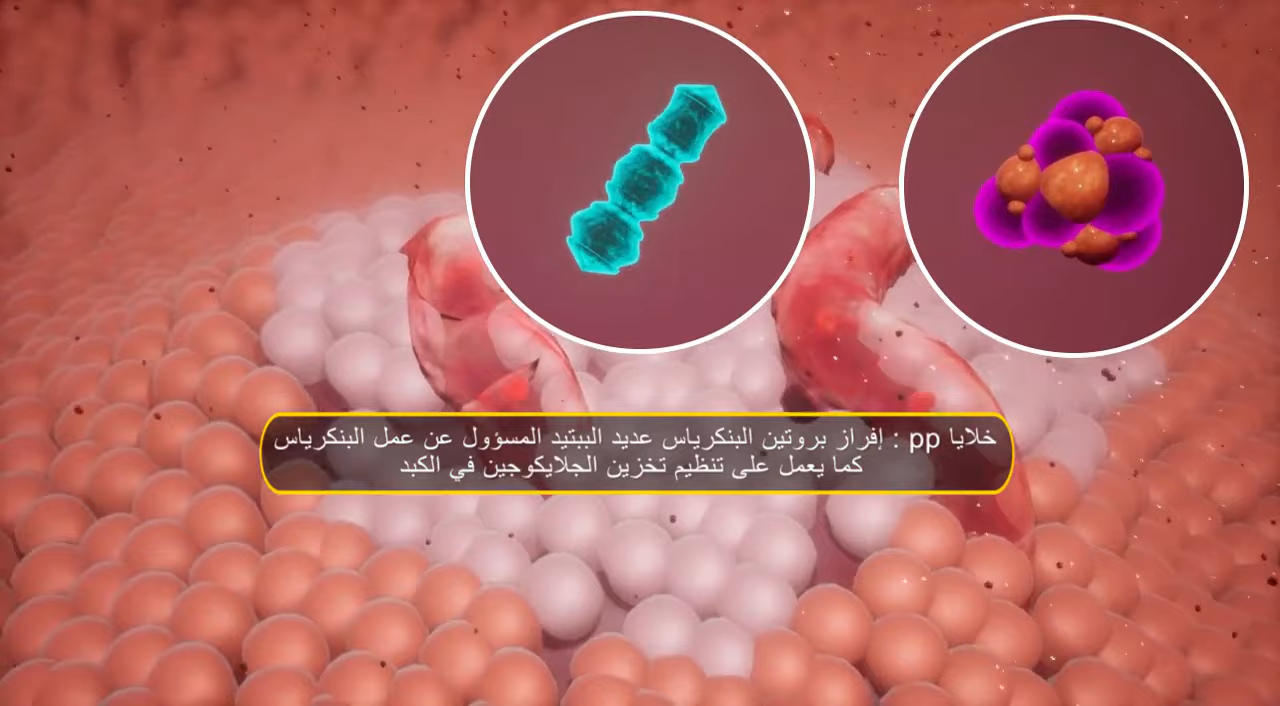 خلايا pp : إفراز بروتين البنكرياس عديد الببتيد المسؤول عن عمل البنكرياس
كما يعمل على تنظيم تخزين الجلايكوجين في الكبد